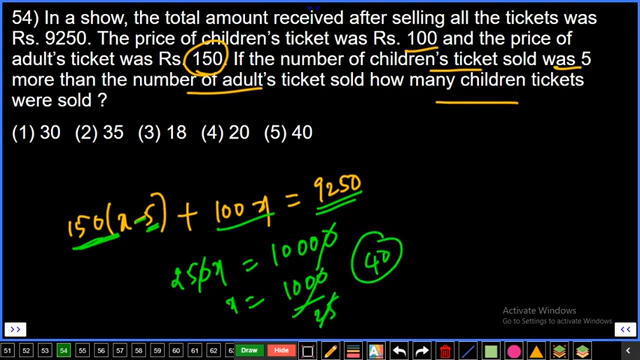 54) In a show, the total amount received after selling all the tickets was
Rs. 9250. The price of children's ticket was Rs. 100 and the price of
adult's ticket was Rs. 150. If the number of children's ticket sold was 5
more than the number of adult's ticket sold how many children tickets
were sold ?
(1) 30 (2) 35 (3) 18 (4) 20 (5) 40
150(x-5) + 100x = 9250
250x = 10000
x = 1000/25
40
Activate Windows
Go to Settings to activate Windows.
>> 51 52 53 54 55 56 57 58 59 60 61 62 63 Draw Hide >>